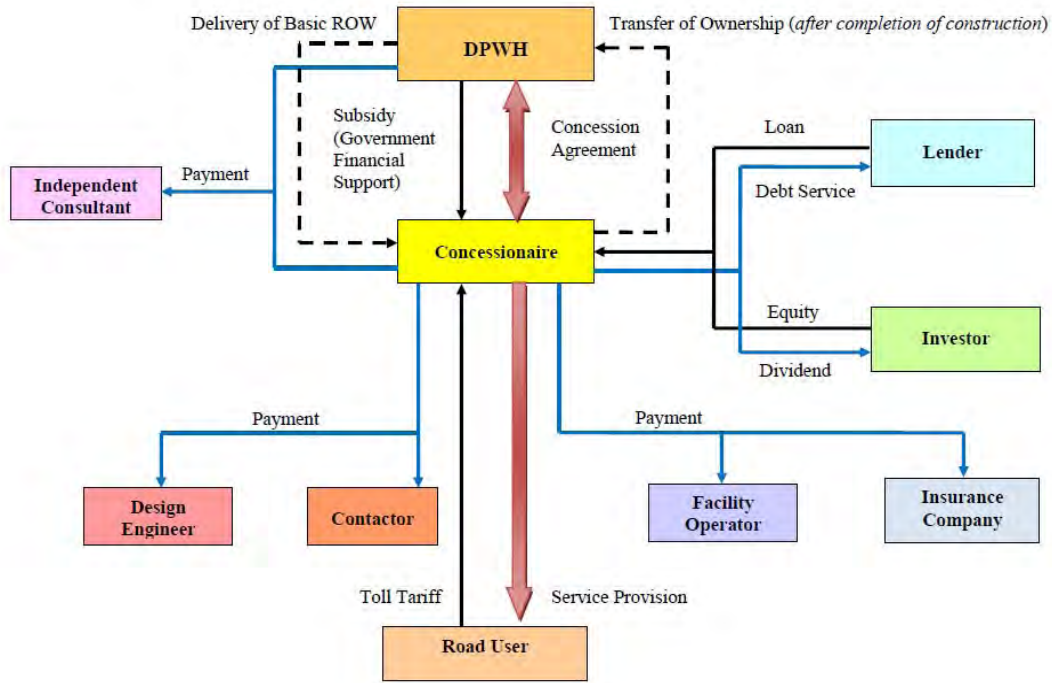 Delivery of Basic ROW
DPWH
Transfer of Ownership (after completion of construction)
Subsidy
(Government
Financial
Support)
Concession
Agreement
Loan
Lender
Payment
Debt Service
Independent
Consultant
Concessionaire
Equity
Investor
Dividend
Payment
Payment
Design
Engineer
Contactor
Facility
Operator
Insurance
Company
Toll Tariff
Service Provision
Road User